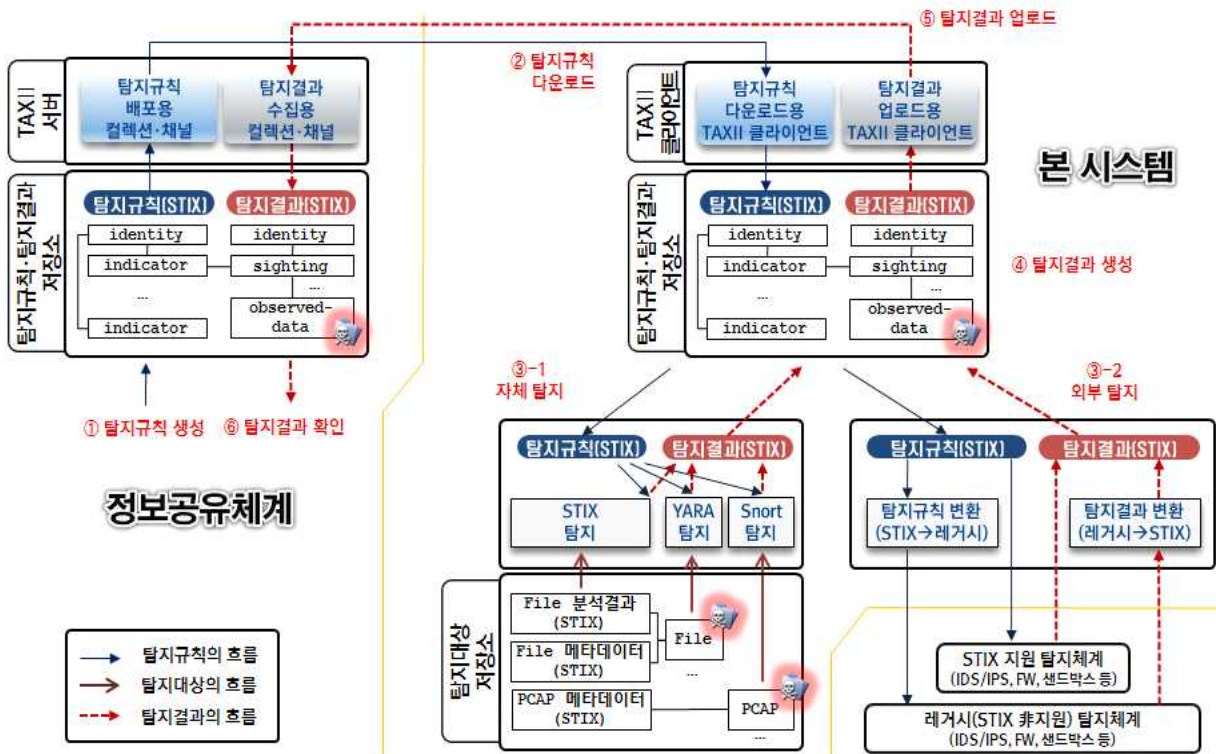 ⑤ 탐지결과 업로드
TAXII
서버
탐지규칙
배포용
컬렉션·채널
탐지결과
수집용
컬렉션·채널
② 탐지규칙
다운로드
TAXII
클라이언트
탐지규칙
다운로드용
TAXII 클라이언트
탐지결과
업로드용
TAXII 클라이언트
본 시스템
탐지규칙·탐지결과
저장소
탐지규칙(STIX)
identity
indicator
...
indicator
탐지결과(STIX)
identity
sighting
...
observed-
data
탐지규칙·탐지결과
저장소
탐지규칙(STIX)
identity
indicator
...
indicator
탐지결과(STIX)
identity
sighting
...
observed-
data
④ 탐지결과 생성
① 탐지규칙 생성
⑥ 탐지결과 확인
정보공유체계
③-1
자체 탐지
③-2
외부 탐지
탐지규칙(STIX)
탐지결과(STIX)
STIX
탐지
YARA
탐지
Snort
탐지
탐지규칙(STIX)
탐지결과(STIX)
탐지규칙 변환
(STIX→레거시)
탐지결과 변환
(레거시→STIX)
탐지대상
저장소
File 분석결과
(STIX)
File 메타데이터
(STIX)
File
...
PCAP 메타데이터
(STIX)
PCAP
...
STIX 지원 탐지체계
(IDS/IPS, FW, 샌드박스 등)
레거시(STIX 非지원) 탐지체계
(IDS/IPS, FW, 샌드박스 등)
탐지규칙의 흐름
탐지대상의 흐름
탐지결과의 흐름